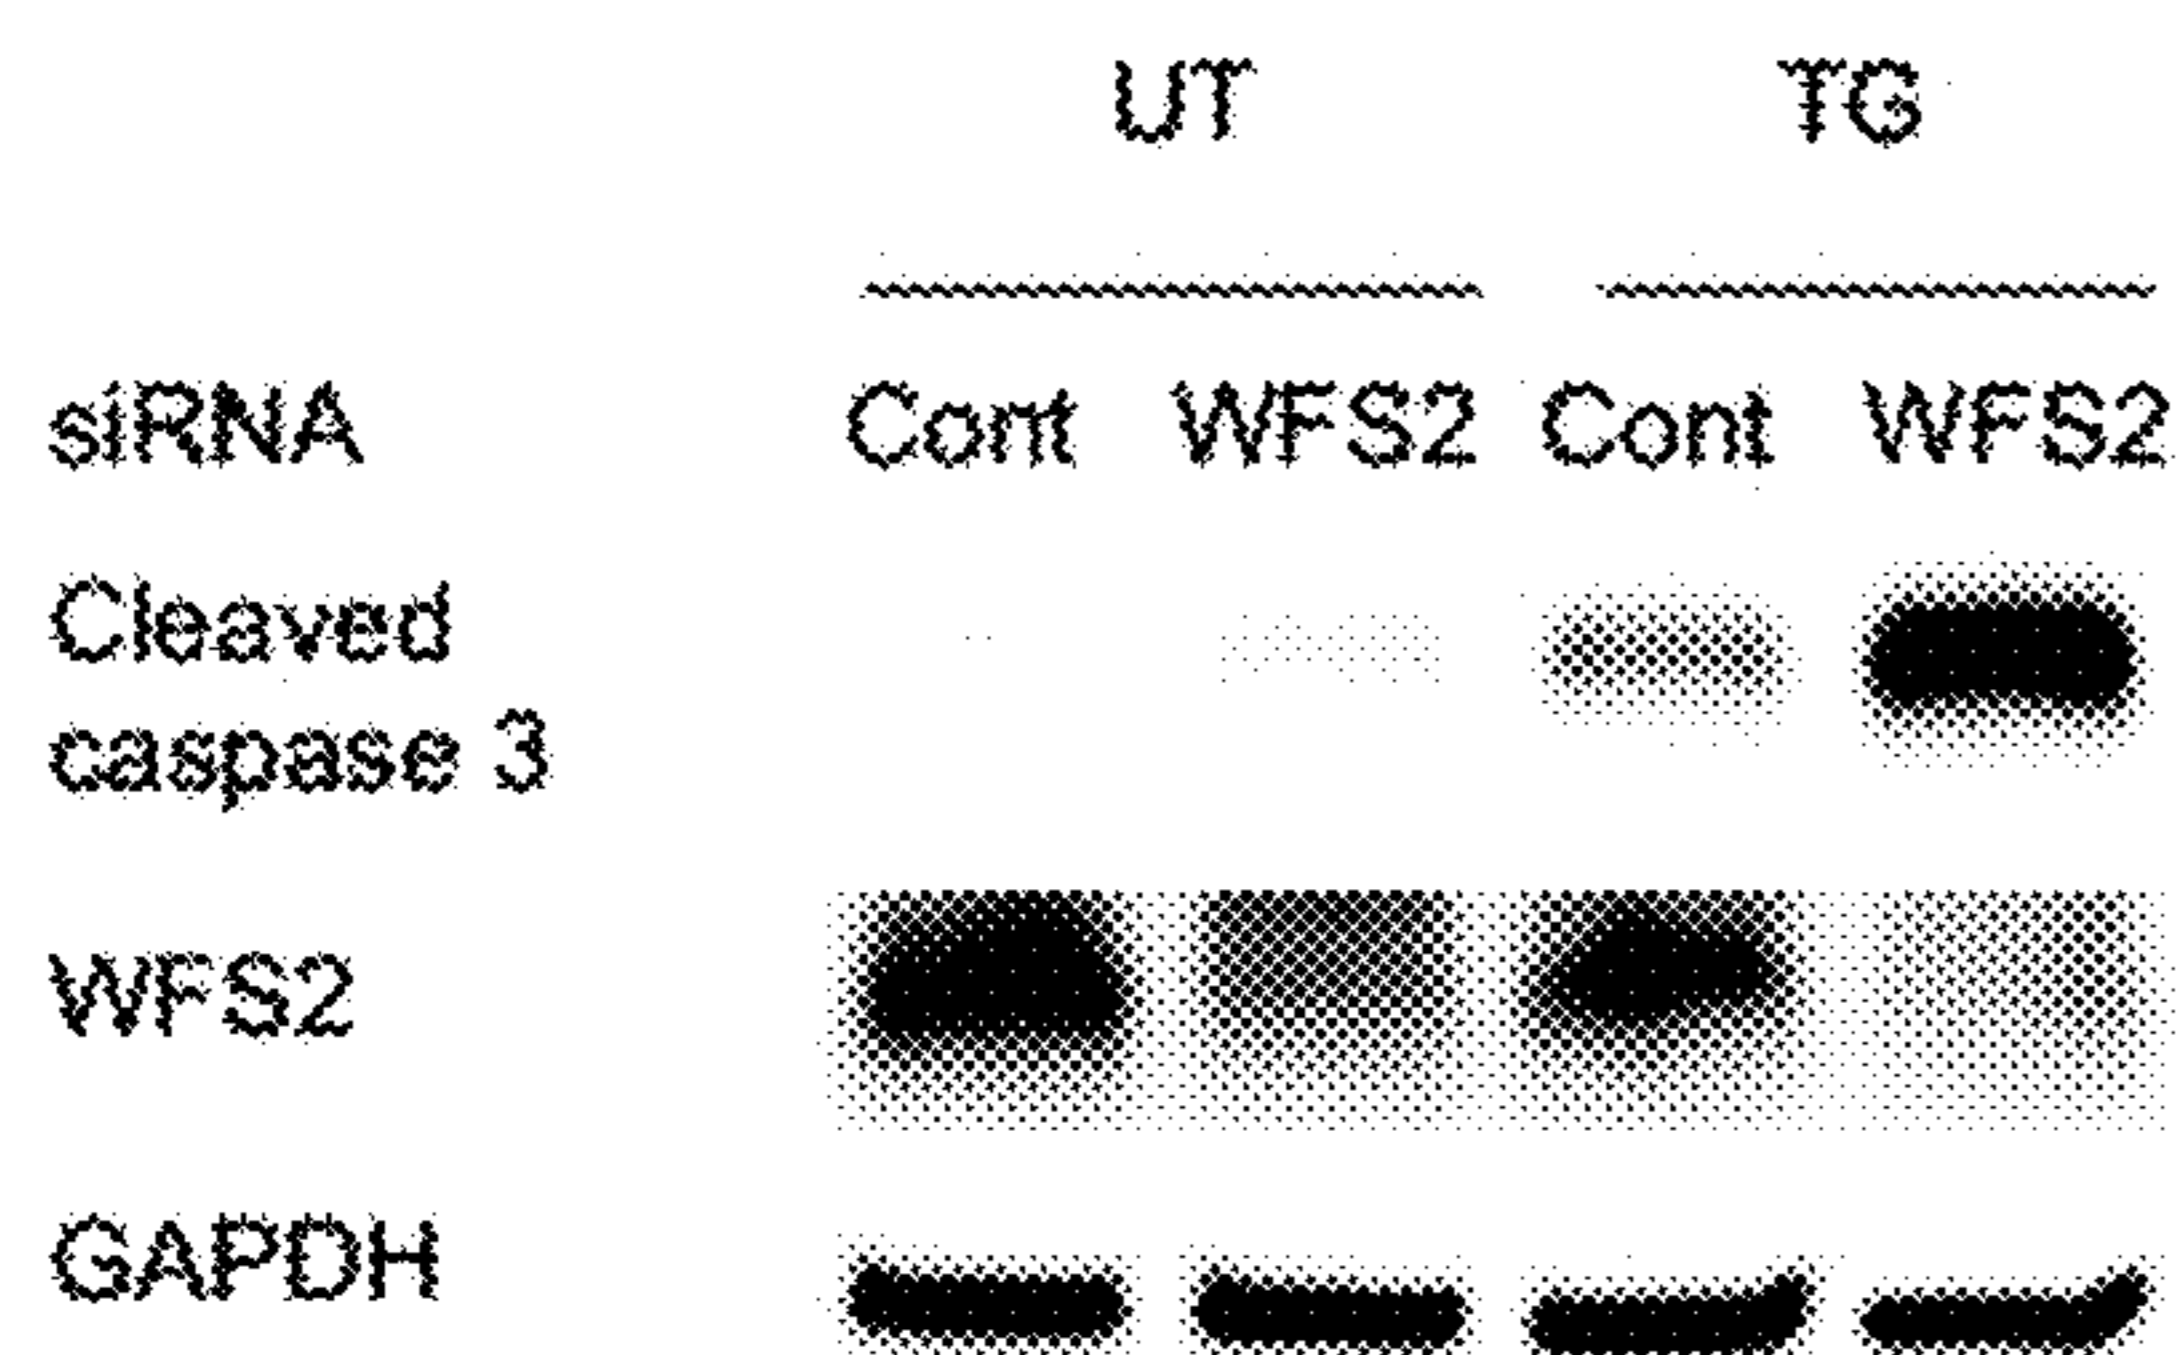 UT TG
siRNA Cont WFS2 Cont WFS2
Cleaved
caspase 3
WFS2
GAPDH